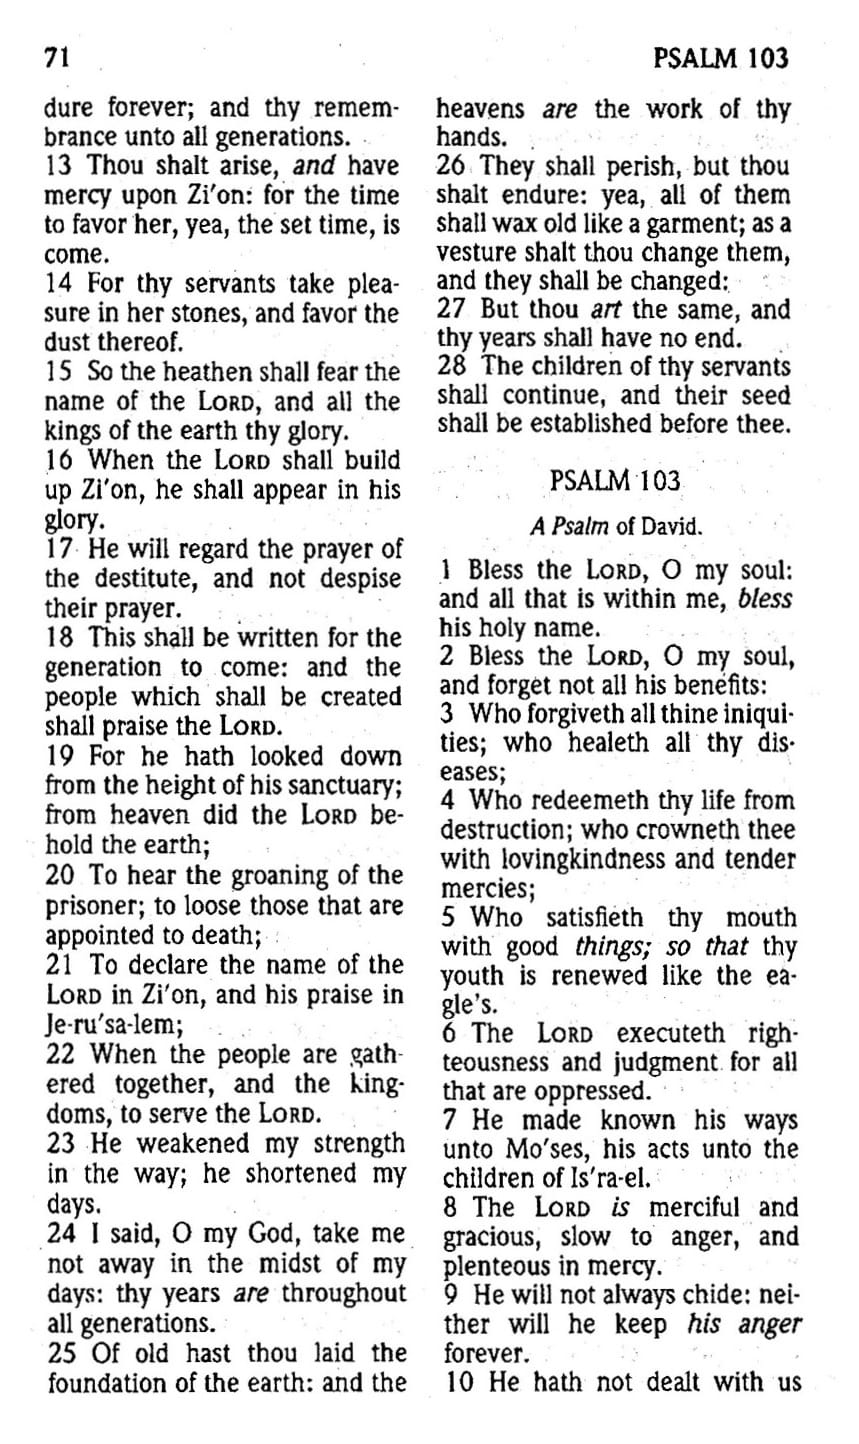 71
PSALM 103
dure forever; and thy remem-
brance unto all generations.
13 Thou shalt arise, and have
mercy upon Zi'on: for the time
to favor her, yea, the set time, is
come.
14 For thy servants take plea-
sure in her stones, and favor the
dust thereof.
15 So the heathen shall fear the
name of the LORD, and all the
kings of the earth thy glory.
16 When the LORD shall build
up Zi'on, he shall appear in his
glory.
17 He will regard the prayer of
the destitute, and not despise
their prayer.
18 This shall be written for the
generation to come: and the
people which shall be created
shall praise the LORD.
19 For he hath looked down
from the height of his sanctuary;
from heaven did the LORD be-
hold the earth;
20 To hear the groaning of the
prisoner; to loose those that are
appointed to death;
21 To declare the name of the
LORD in Zi'on, and his praise in
Je-ru'sa-lem;
22 When the people are gath-
ered together, and the king-
doms, to serve the LORD.
23 He weakened my strength
in the way; he shortened my
days.
24 I said, O my God, take me
not away in the midst of my
days: thy years are throughout
all generations.
25 Of old hast thou laid the
foundation of the earth: and the
heavens are the work of thy
hands.
26 They shall perish, but thou
shalt endure: yea, all of them
shall wax old like a garment; as a
vesture shalt thou change them,
and they shall be changed:
27 But thou art the same, and
thy years shall have no end.
28 The children of thy servants
shall continue, and their seed
shall be established before thee.
PSALM 103
A Psalm of David.
1 Bless the LORD, O my soul:
and all that is within me, bless
his holy name.
2 Bless the LORD, O my soul,
and forget not all his benefits:
3 Who forgiveth all thine iniqui-
ties; who healeth all thy dis-
eases;
4 Who redeemeth thy life from
destruction; who crowneth thee
with lovingkindness and tender
mercies;
5 Who satisfieth thy mouth
with good things; so that thy
youth is renewed like the ea-
gle's.
6 The LORD executeth righ-
teousness and judgment for all
that are oppressed.
7 He made known his ways
unto Mo'ses, his acts unto the
children of Is'ra-el.
8 The LORD is merciful and
gracious, slow to anger, and
plenteous in mercy.
9 He will not always chide: nei-
ther will he keep his anger
forever.
10 He hath not dealt with us